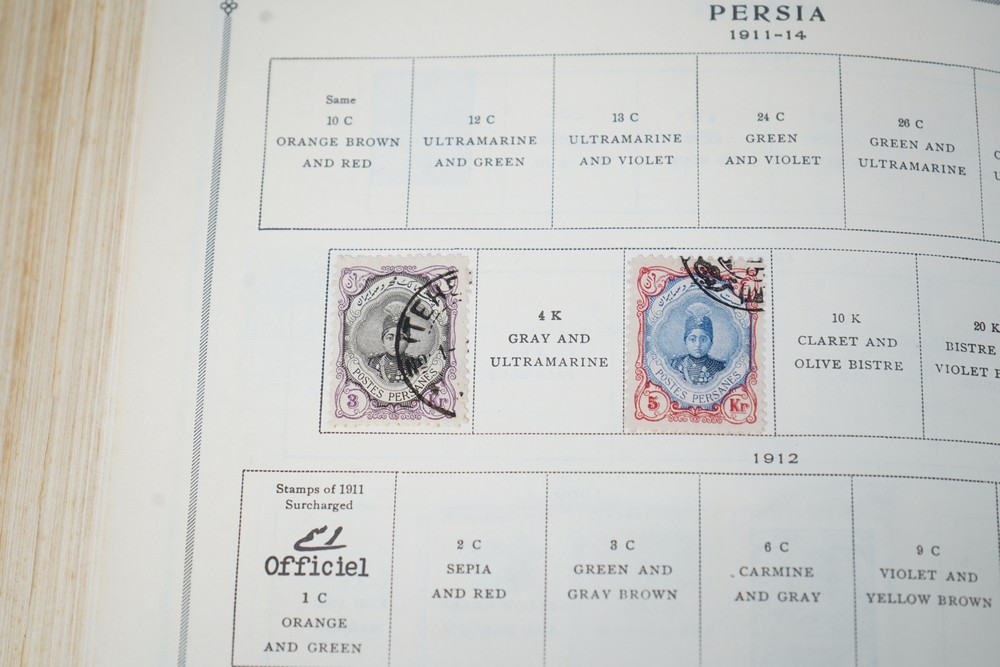 PERSIA
1911-14
Same
10 C
ORANGE BROWN
AND RED
12 C
ULTRAMARINE
AND GREEN
13 C
ULTRAMARINE
AND VIOLET
24 C
GREEN
AND VIOLET
26 C
GREEN AND
ULTRAMARINE
POSTES PERSANES
3 Kr
4 K
GRAY AND
ULTRAMARINE
POSTES PERSANES
5 Kr
10 K
CLARET AND
OLIVE BISTRE
20 K
BISTRE
VIOLET
1912
Stamps of 1911
Surcharged
Officiel
1 C
ORANGE
AND GREEN
2 C
SEPIA
AND RED
3 C
GREEN AND
GRAY BROWN
6 C
CARMINE
AND GRAY
9 C
VIOLET AND
YELLOW BROWN